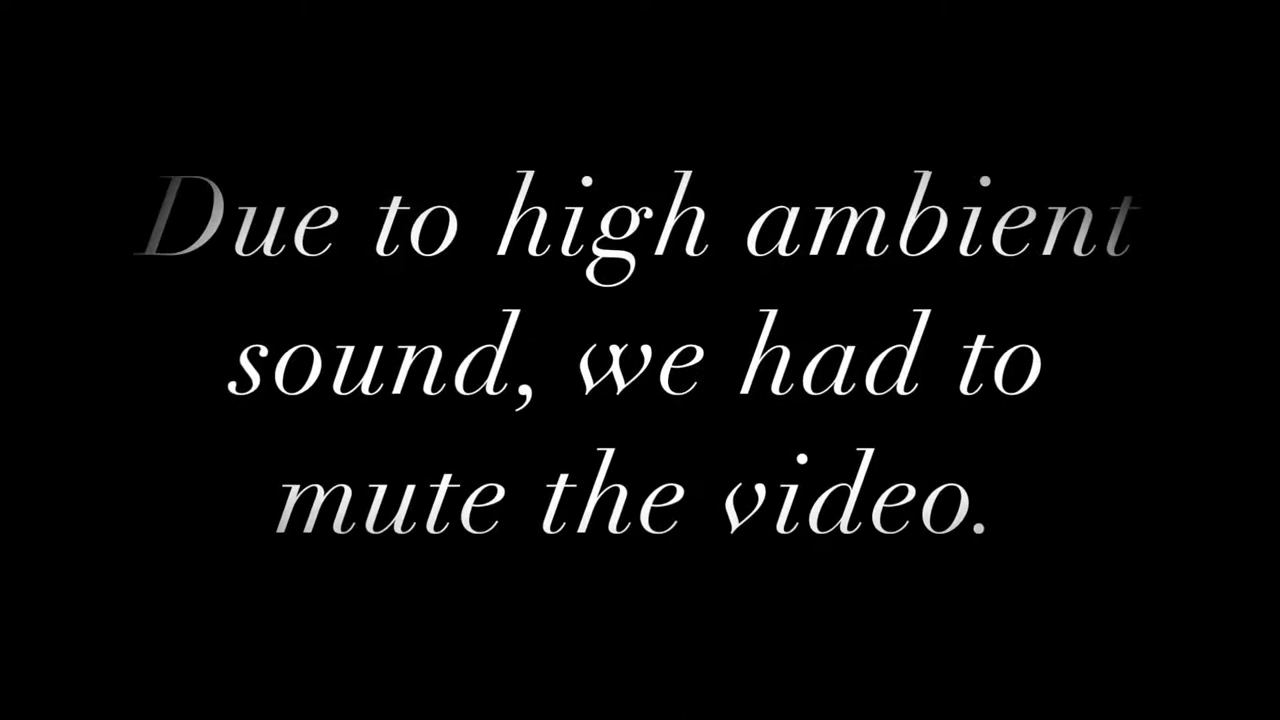 Due to high ambient
sound, we had to
mute the video.